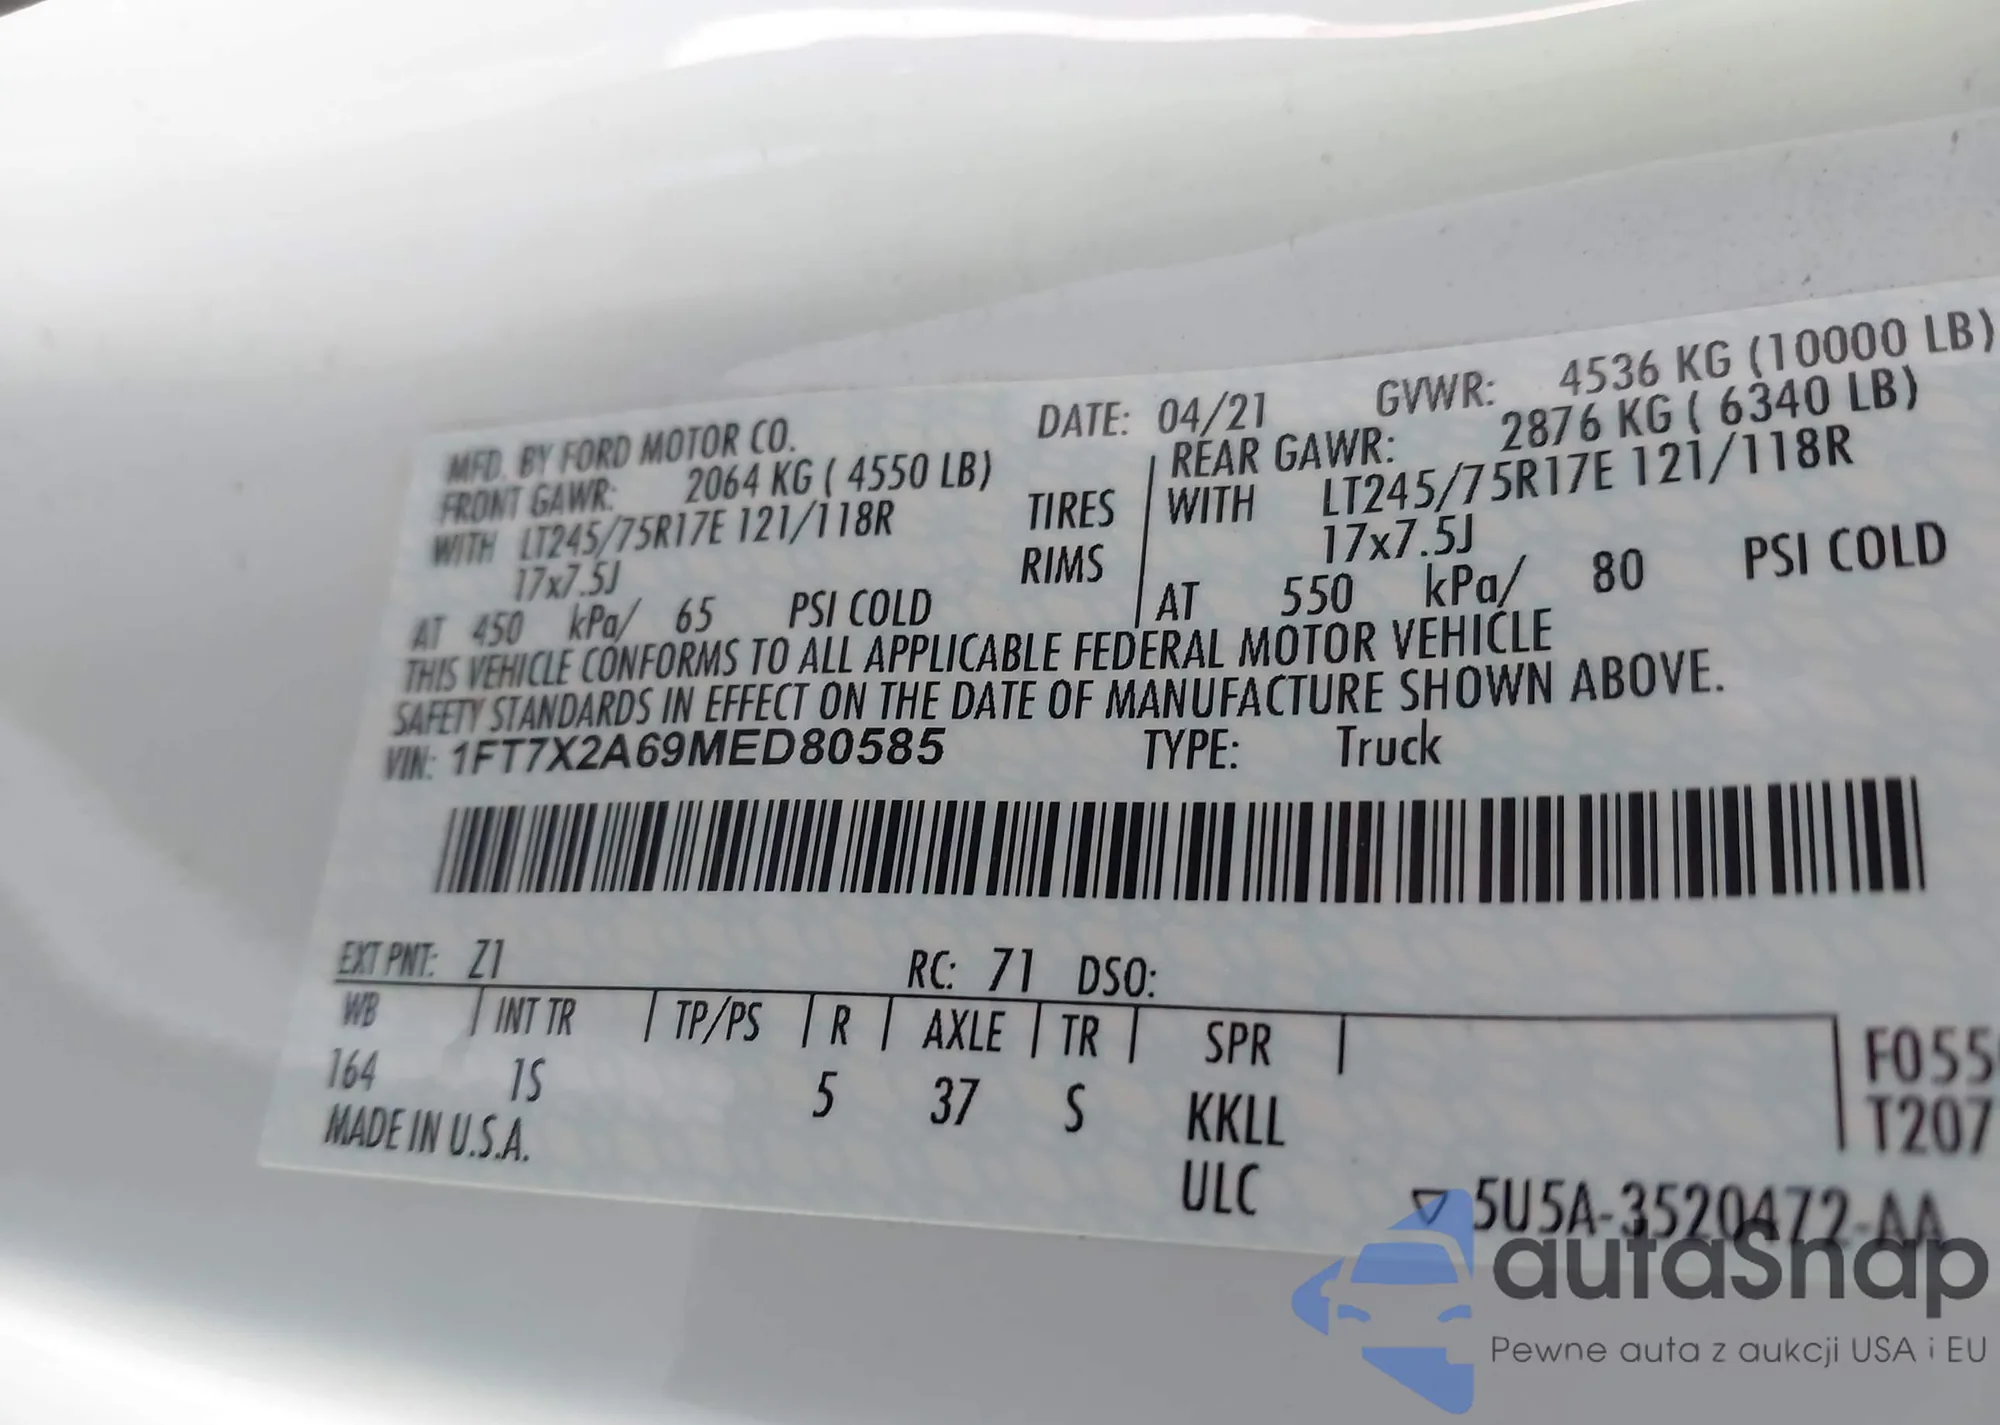 MFD. BY FORD MOTOR CO. DATE: 04/21 GVWR: 4536 KG (10000 LB)
FRONT GAWR: 2064 KG ( 4550 LB) REAR GAWR: 2876 KG ( 6340 LB)
WITH LT245/75R17E 121/118R TIRES WITH LT245/75R17E 121/118R
17x7.5J RIMS 17x7.5J
AT 450 kPa/ 65 PSI COLD AT 550 kPa/ 80 PSI COLD
THIS VEHICLE CONFORMS TO ALL APPLICABLE FEDERAL MOTOR VEHICLE
SAFETY STANDARDS IN EFFECT ON THE DATE OF MANUFACTURE SHOWN ABOVE.
VIN: 1FT7X2A69MED80585 TYPE: Truck
EXT PNT: Z1 RC: 71 DSO:
WB INT TR TP/PS R AXLE TR SPR
164 1S 5 37 S KKLL
F055
T207
MADE IN U.S.A. ULC
▽ 5U5A-3520472-AA
autaSnap
Pewne auta z aukcji USA i EU